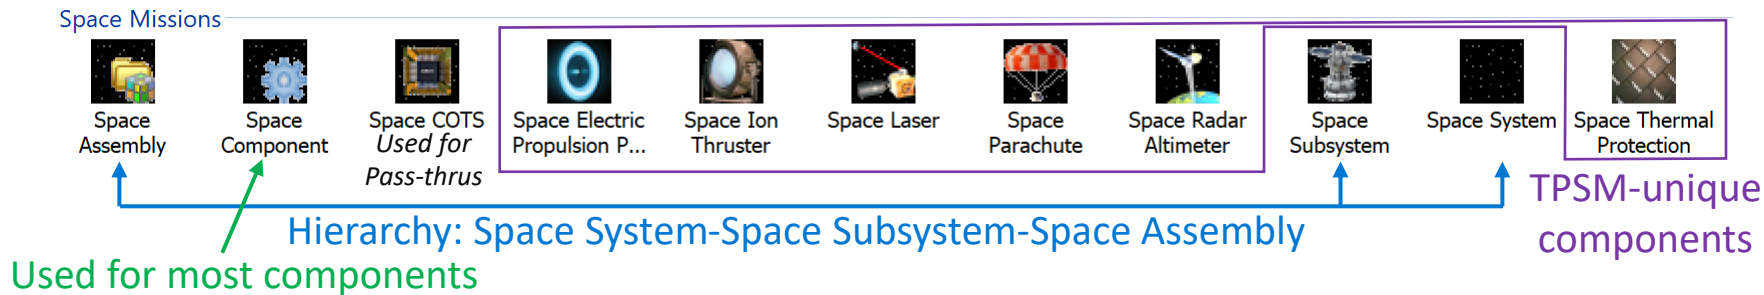 Space Missions
Space
Assembly
Space
Component
Space COTS
Used for
Pass-thrus
Space Electric
Propulsion P...
Space Ion
Thruster
Space Laser
Space
Parachute
Space Radar
Altimeter
Space
Subsystem
Space System
Space Thermal
Protection
TPSM-unique
components
Hierarchy: Space System-Space Subsystem-Space Assembly
Used for most components